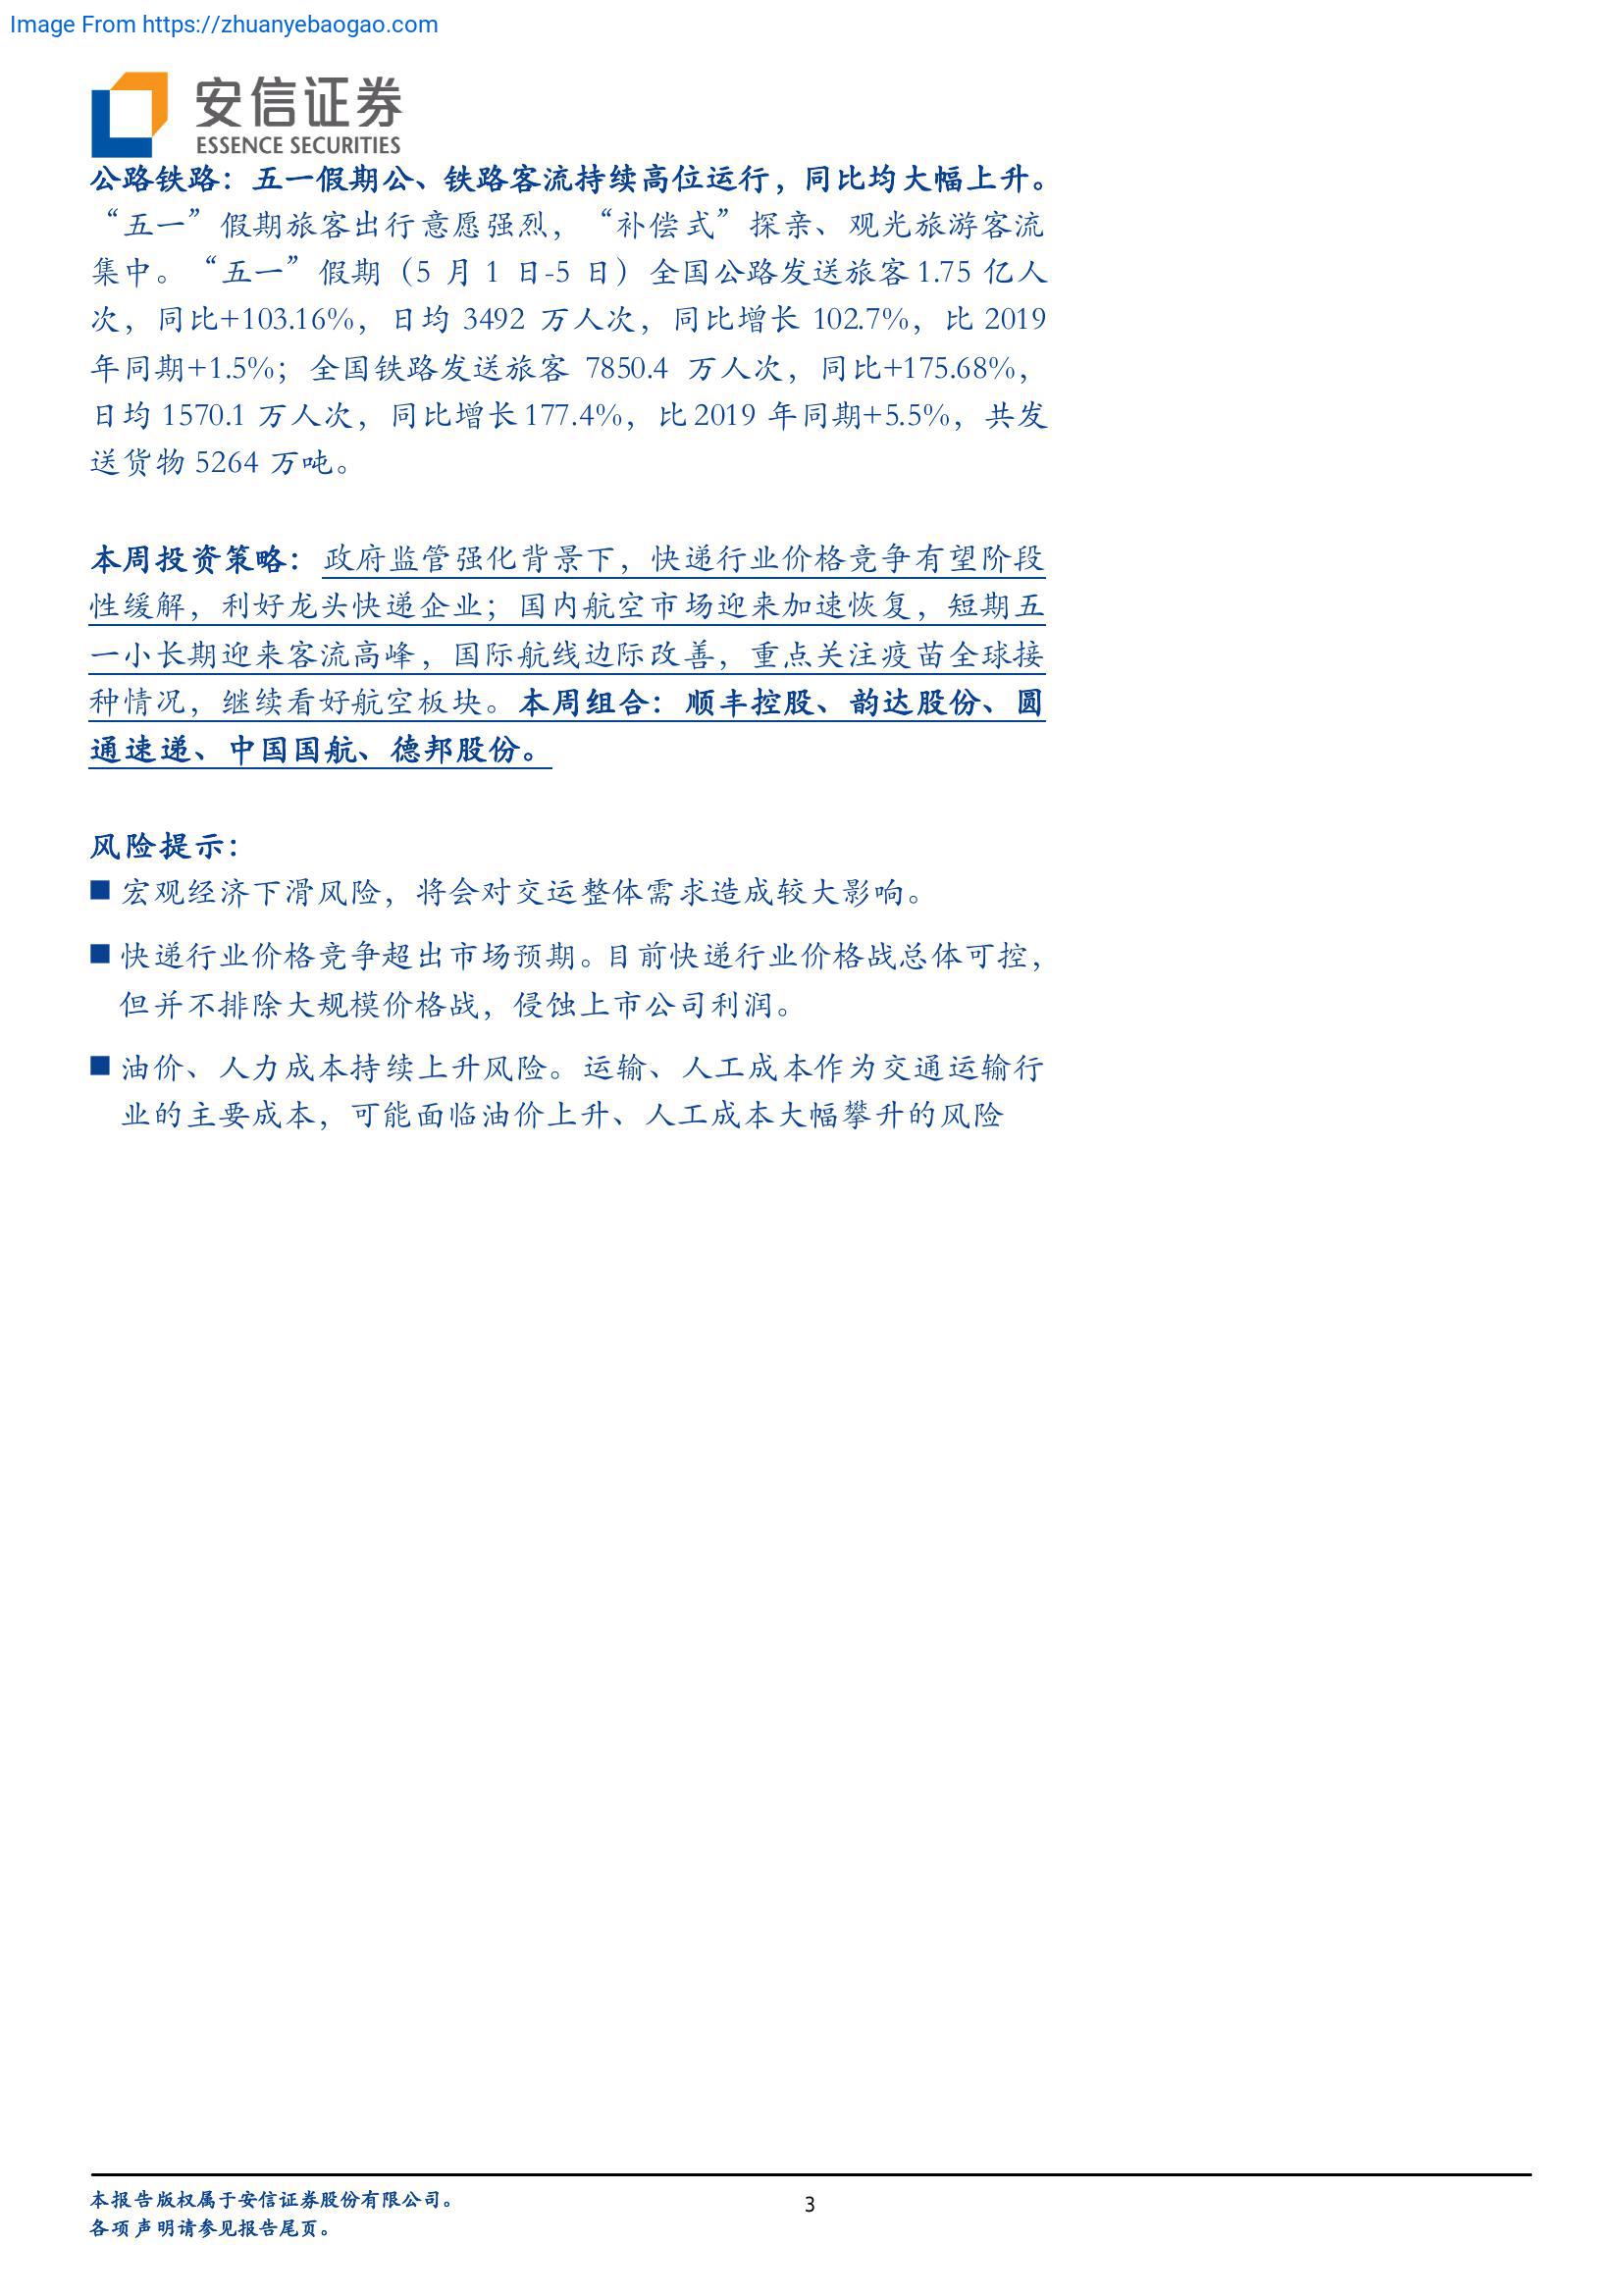 Image From https://zhuanyebaogao.com
安信证券
ESSENCE SECURITIES
公路铁路：五一假期公、铁路客流持续高位运行，同比均大幅上升。
“五一”假期旅客出行意愿强烈，“补偿式”探亲、观光旅游客流
集中。“五一”假期（5 月 1 日-5 日）全国公路发送旅客 1.75 亿人
次，同比+103.16%，日均 3492 万人次，同比增长 102.7%，比 2019
年同期+1.5%；全国铁路发送旅客 7850.4 万人次，同比+175.68%，
日均 1570.1 万人次，同比增长 177.4%，比 2019 年同期+5.5%，共发
送货物 5264 万吨。
本周投资策略：政府监管强化背景下，快递行业价格竞争有望阶段
性缓解，利好龙头快递企业；国内航空市场迎来加速恢复，短期五
一小长期迎来客流高峰，国际航线边际改善，重点关注疫苗全球接
种情况，继续看好航空板块。本周组合：顺丰控股、韵达股份、圆
通速递、中国国航、德邦股份。
风险提示：
■ 宏观经济下滑风险，将会对交运整体需求造成较大影响。
■ 快递行业价格竞争超出市场预期。目前快递行业价格战总体可控，
但并不排除大规模价格战，侵蚀上市公司利润。
■ 油价、人力成本持续上升风险。运输、人工成本作为交通运输行
业的主要成本，可能面临油价上升、人工成本大幅攀升的风险
本报告版权属于安信证券股份有限公司。
3
各项声明请参见报告尾页。